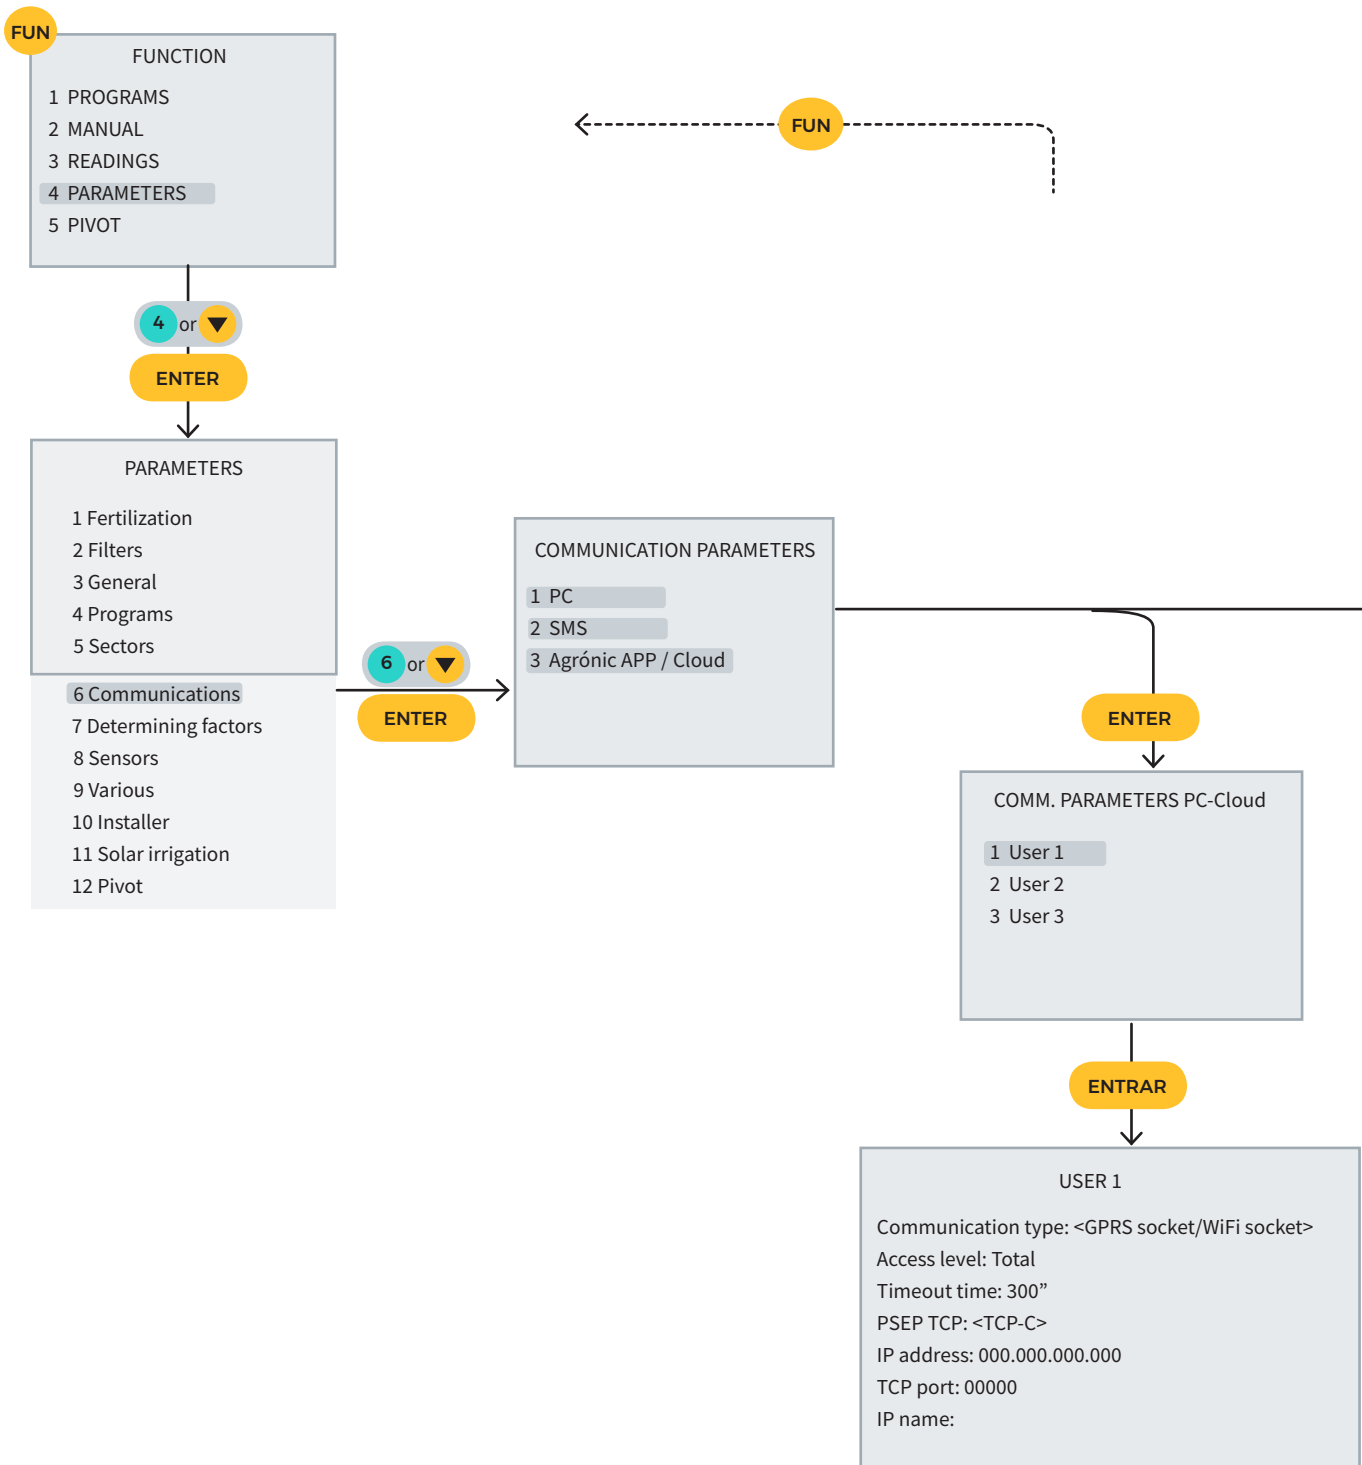 FUN
FUNCTION
1 PROGRAMS
2 MANUAL
3 READINGS
4 PARAMETERS
5 PIVOT
FUN
4 or
ENTER
PARAMETERS
1 Fertilization
2 Filters
3 General
4 Programs
5 Sectors
6 Communications
7 Determining factors
8 Sensors
9 Various
10 Installer
11 Solar irrigation
12 Pivot
6 or
ENTER
COMMUNICATION PARAMETERS
1 PC
2 SMS
3 Agrónic APP / Cloud
ENTER
COMM. PARAMETERS PC-Cloud
1 User 1
2 User 2
3 User 3
ENTRAR
USER 1
Communication type: <GPRS socket/WiFi socket>
Access level: Total
Timeout time: 300”
PSEP TCP: <TCP-C>
IP address: 000.000.000.000
TCP port: 00000
IP name: